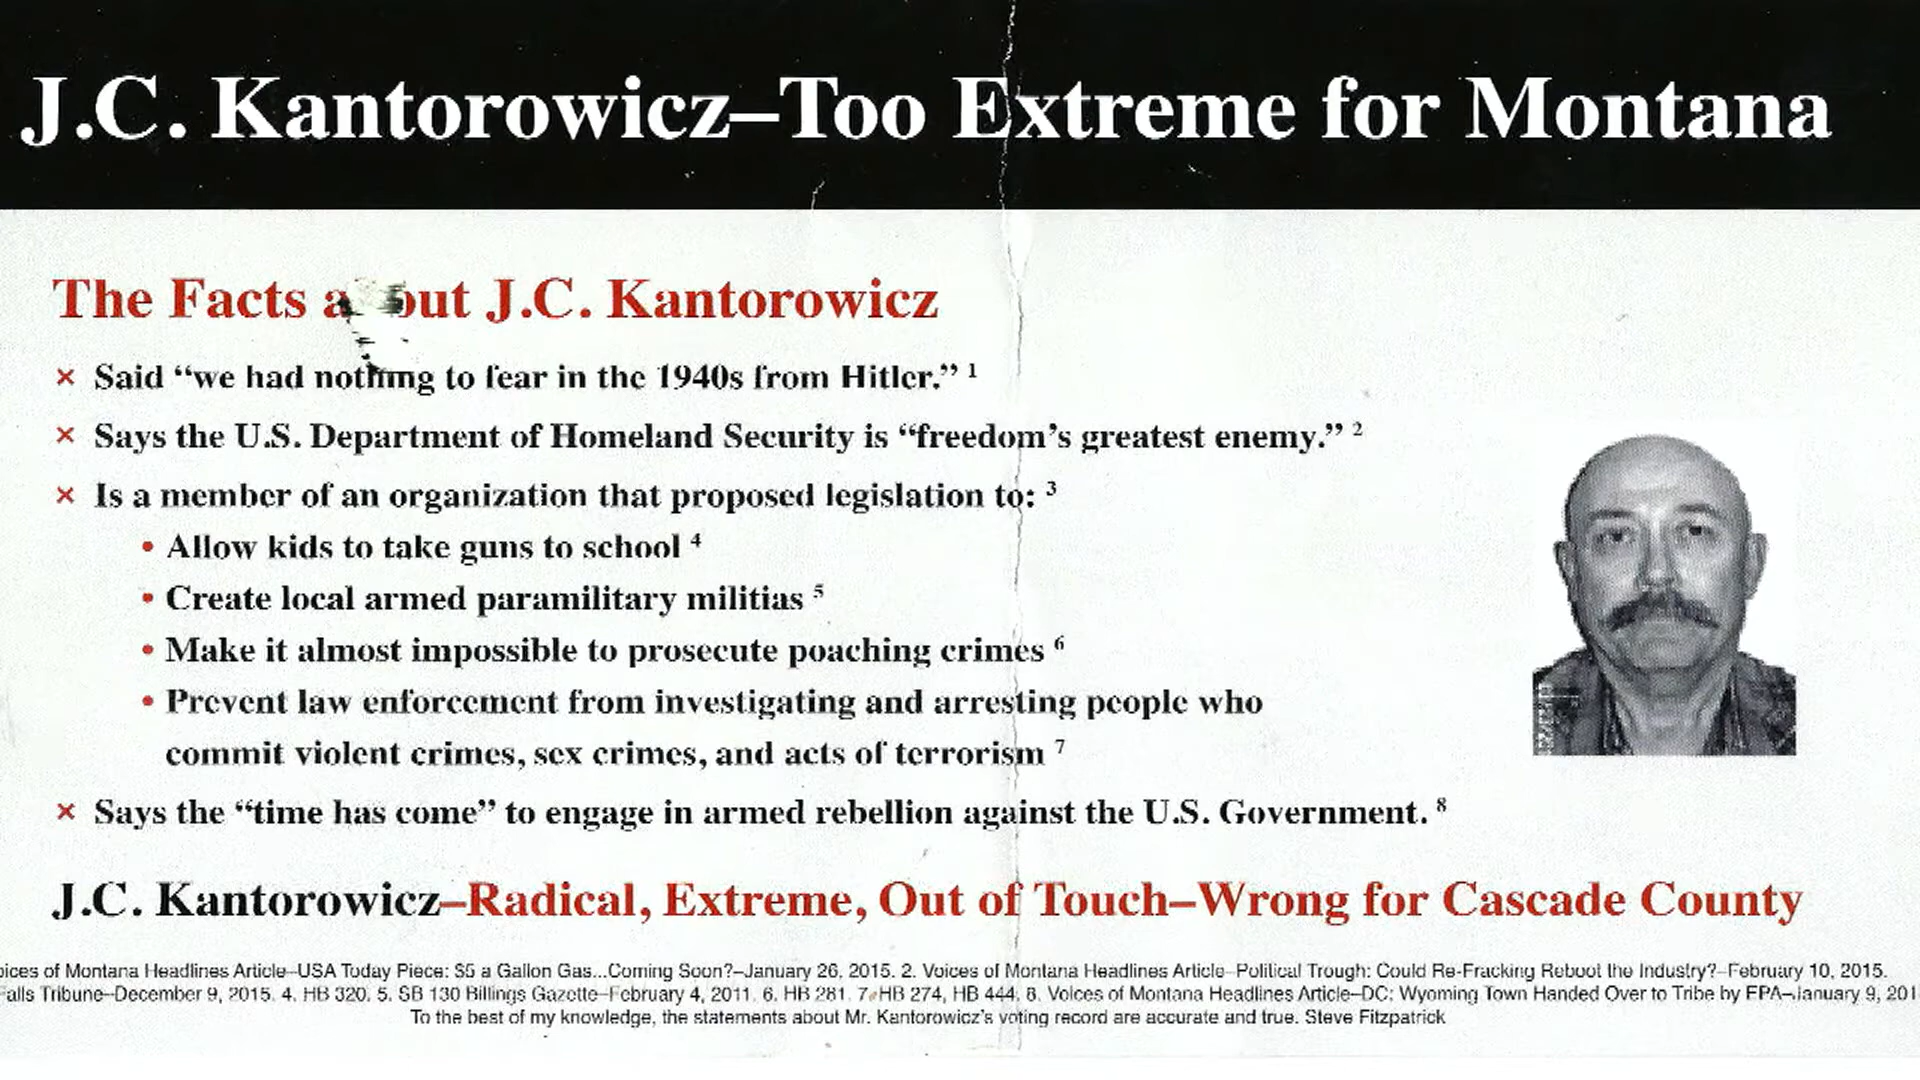 J.C. Kantorowicz–Too Extreme for Montana
The Facts about J.C. Kantorowicz
× Said “we had nothing to fear in the 1940s from Hitler.” 1
× Says the U.S. Department of Homeland Security is “freedom’s greatest enemy.” 2
× Is a member of an organization that proposed legislation to: 3
• Allow kids to take guns to school 4
• Create local armed paramilitary militias 5
• Make it almost impossible to prosecute poaching crimes 6
• Prevent law enforcement from investigating and arresting people who
commit violent crimes, sex crimes, and acts of terrorism 7
× Says the “time has come” to engage in armed rebellion against the U.S. Government. 8
J.C. Kantorowicz–Radical, Extreme, Out of Touch–Wrong for Cascade County
oices of Montana Headlines Article–USA Today Piece: $5 a Gallon Gas...Coming Soon?–January 26, 2015. 2. Voices of Montana Headlines Article–Political Trough: Could Re-Fracking Reboot the Industry?–February 10, 2015.
alls Tribune–December 9, 2015. 4. HB 320. 5. SB 130 Billings Gazette–February 4, 2011. 6. HB 281. 7. HB 274, HB 444. 8. Voices of Montana Headlines Article–DC: Wyoming Town Handed Over to Tribe by EPA–January 9, 201
To the best of my knowledge, the statements about Mr. Kantorowicz’s voting record are accurate and true. Steve Fitzpatrick